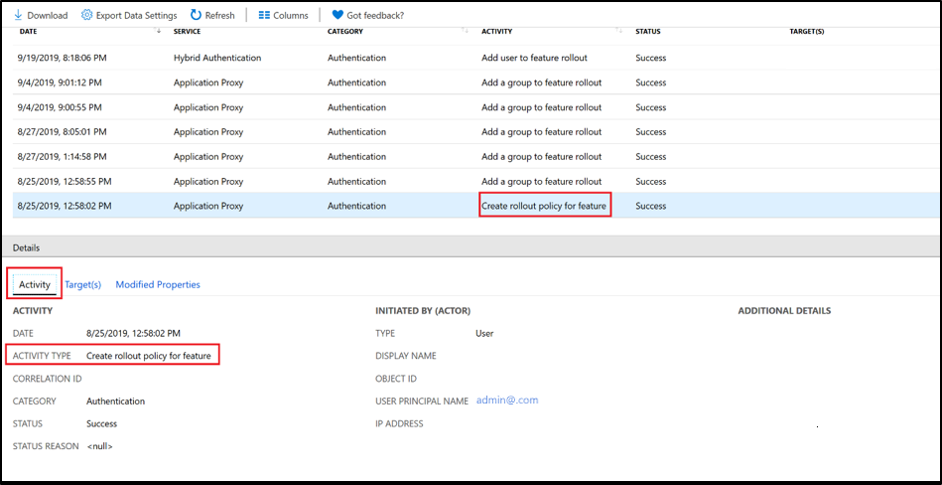 Download Export Data Settings Refresh Columns Got feedback?
DATE SERVICE CATEGORY ACTIVITY STATUS TARGET(S)
9/19/2019, 8:18:06 PM Hybrid Authentication Authentication Add user to feature rollout Success
9/4/2019, 9:01:12 PM Application Proxy Authentication Add a group to feature rollout Success
9/4/2019, 9:00:55 PM Application Proxy Authentication Add a group to feature rollout Success
8/27/2019, 8:05:01 PM Application Proxy Authentication Add a group to feature rollout Success
8/27/2019, 1:14:58 PM Application Proxy Authentication Add a group to feature rollout Success
8/25/2019, 12:58:55 PM Application Proxy Authentication Add a group to feature rollout Success
8/25/2019, 12:58:02 PM Application Proxy Authentication Create rollout policy for feature Success
Details
Activity Target(s) Modified Properties
ACTIVITY INITIATED BY (ACTOR) ADDITIONAL DETAILS
DATE 8/25/2019, 12:58:02 PM TYPE User
ACTIVITY TYPE Create rollout policy for feature DISPLAY NAME
CORRELATION ID OBJECT ID
CATEGORY Authentication USER PRINCIPAL NAME admin@.com
STATUS Success IP ADDRESS
STATUS REASON <null>